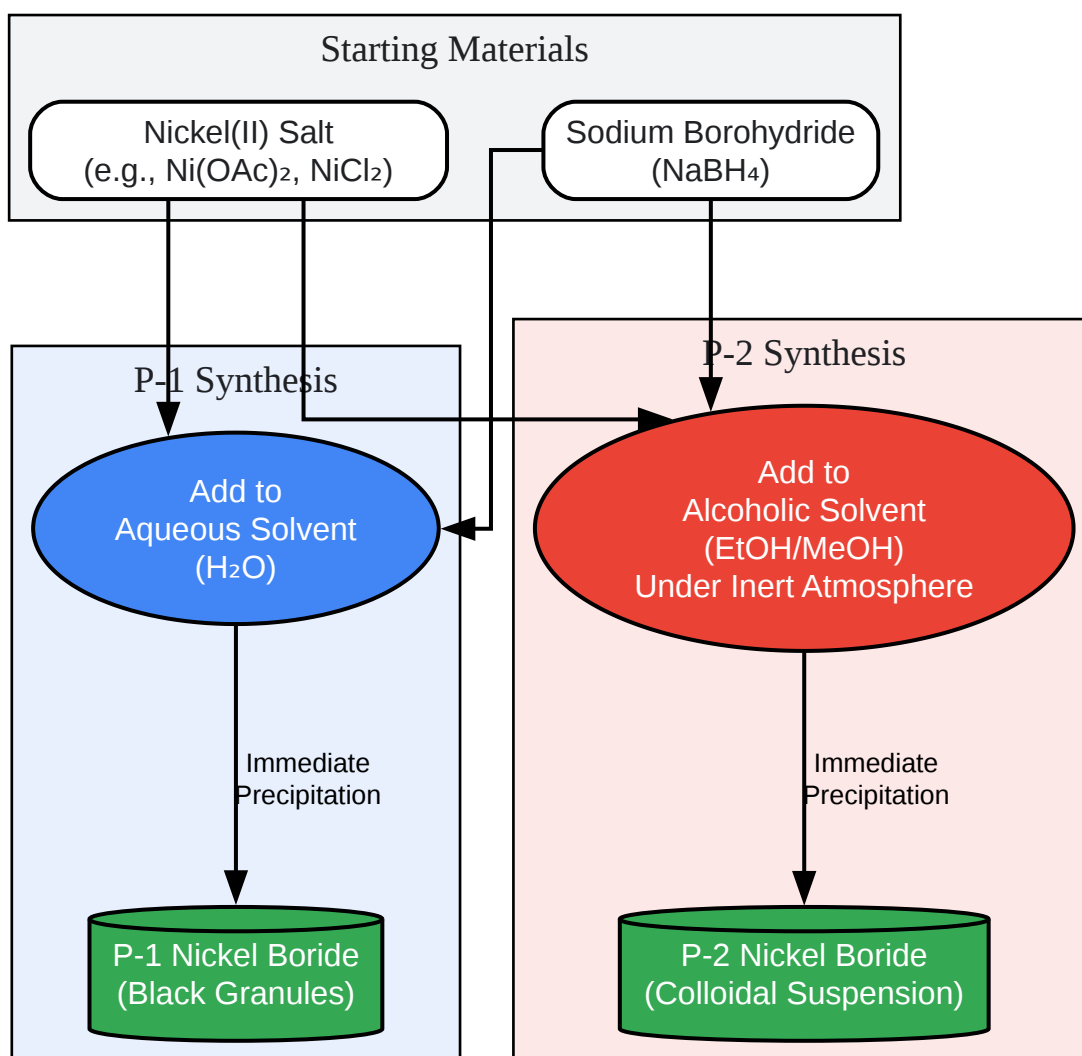 Starting Materials
Nickel(II) Salt
(e.g., Ni(OAc)₂, NiCl₂)
Sodium Borohydride
(NaBH₄)
P-1 Synthesis
Add to
Aqueous Solvent
(H₂O)
Immediate
Precipitation
P-1 Nickel Boride
(Black Granules)
P-2 Synthesis
Add to
Alcoholic Solvent
(EtOH/MeOH)
Under Inert Atmosphere
Immediate
Precipitation
P-2 Nickel Boride
(Colloidal Suspension)